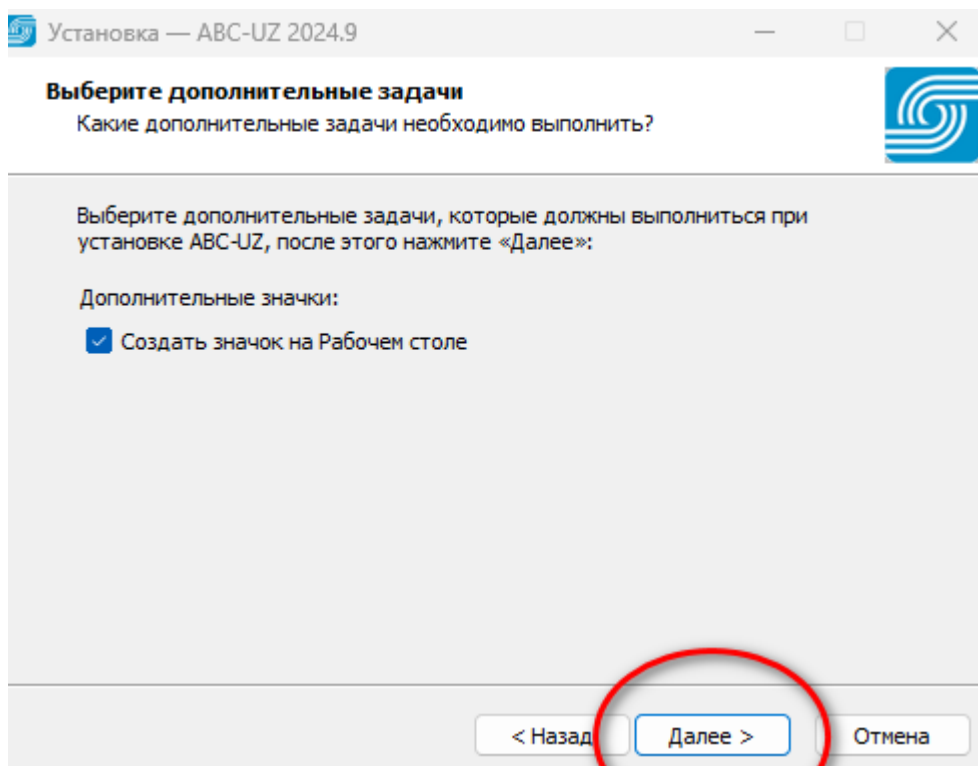 Установка — ABC-UZ 2024.9
Выберите дополнительные задачи
Какие дополнительные задачи необходимо выполнить?
Выберите дополнительные задачи, которые должны выполниться при
установке ABC-UZ, после этого нажмите «Далее»:
Дополнительные значки:
Создать значок на Рабочем столе
< Назад
Далее >
Отмена